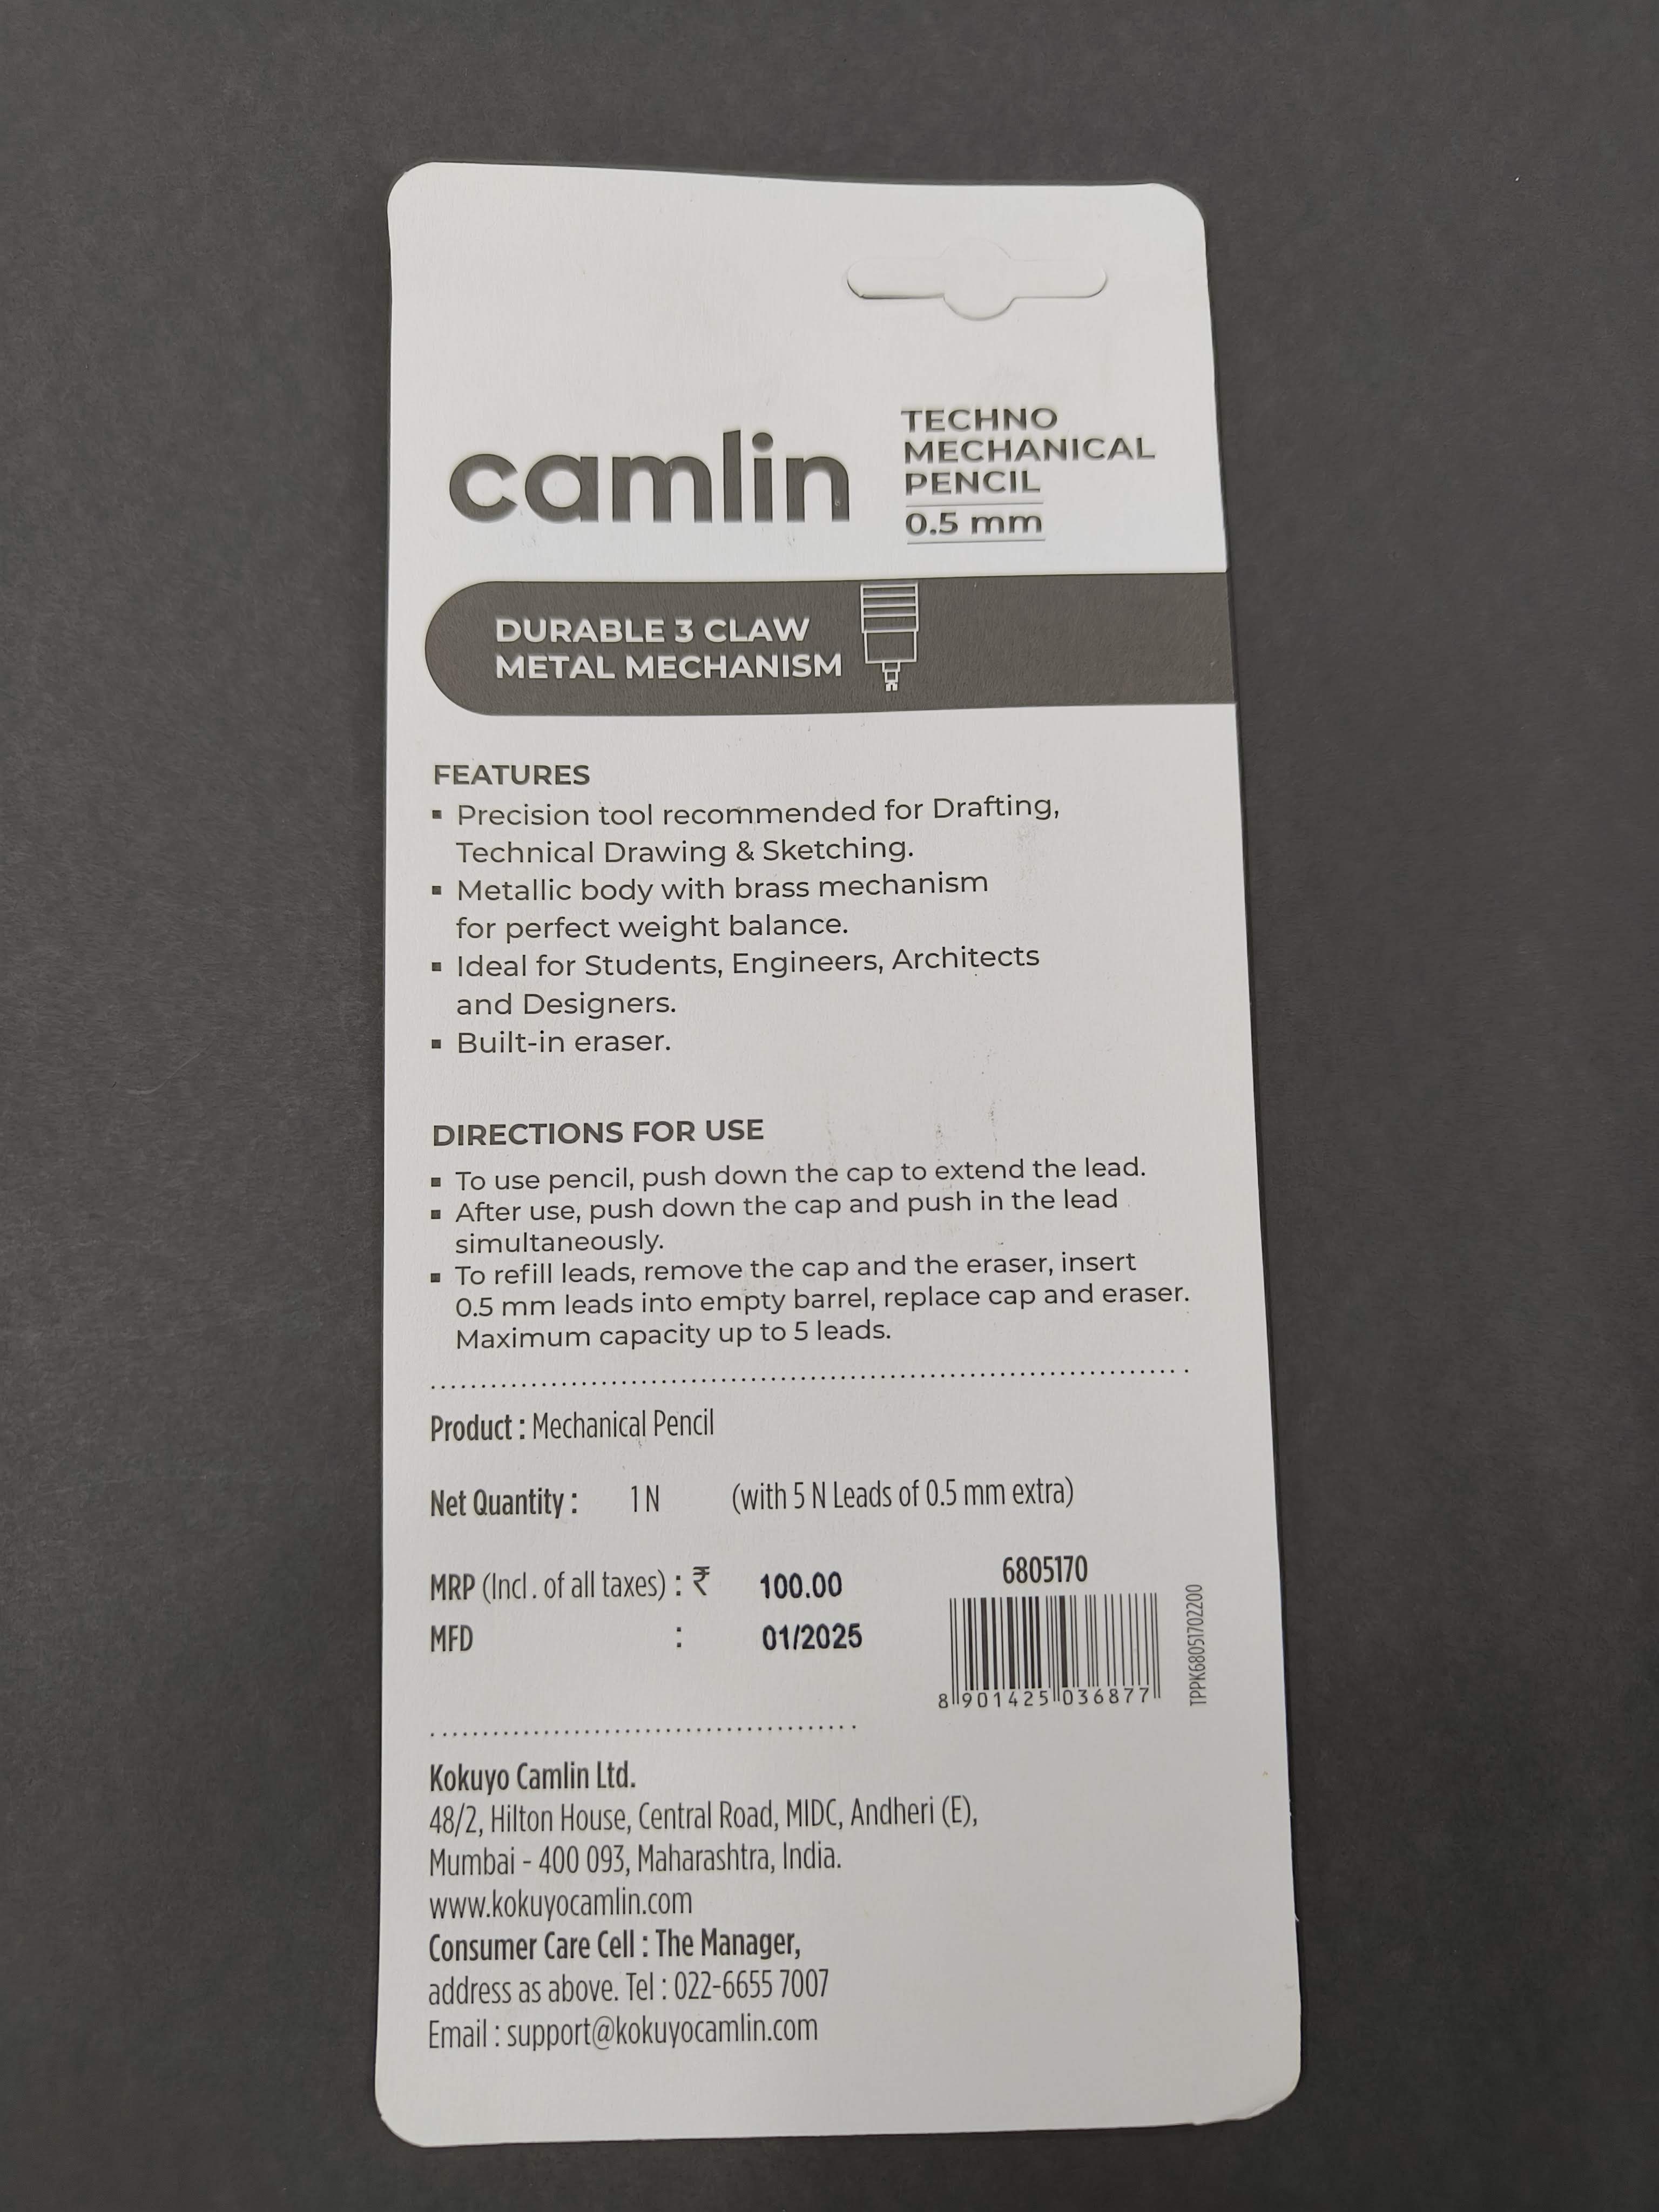 camlin
TECHNO
MECHANICAL
PENCIL
0.5 mm
DURABLE 3 CLAW
METAL MECHANISM
FEATURES
▪ Precision tool recommended for Drafting,
Technical Drawing & Sketching.
▪ Metallic body with brass mechanism
for perfect weight balance.
▪ Ideal for Students, Engineers, Architects
and Designers.
▪ Built-in eraser.
DIRECTIONS FOR USE
▪ To use pencil, push down the cap to extend the lead.
▪ After use, push down the cap and push in the lead
simultaneously.
▪ To refill leads, remove the cap and the eraser, insert
0.5 mm leads into empty barrel, replace cap and eraser.
Maximum capacity up to 5 leads.
Product : Mechanical Pencil
Net Quantity : 1 N (with 5 N Leads of 0.5 mm extra)
MRP (Incl. of all taxes) : ₹ 100.00
MFD : 01/2025
6805170
8 901425 036877
TPPK68051702200
Kokuyo Camlin Ltd.
48/2, Hilton House, Central Road, MIDC, Andheri (E),
Mumbai - 400 093, Maharashtra, India.
www.kokuyocamlin.com
Consumer Care Cell : The Manager,
address as above. Tel : 022-6655 7007
Email : support@kokuyocamlin.com